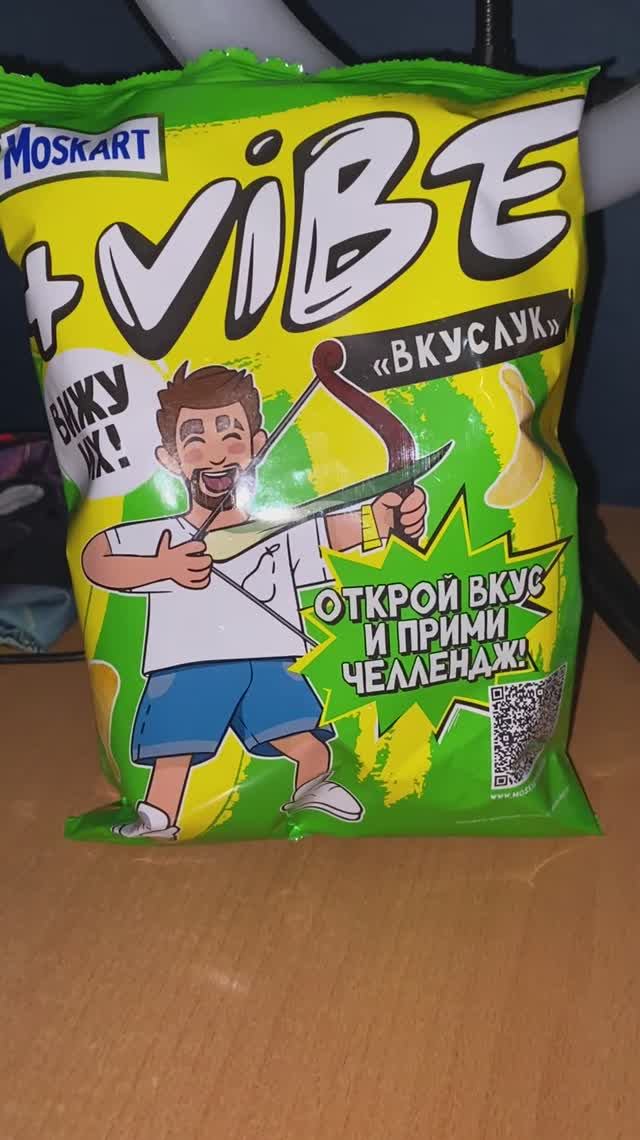 MOSKART
+ViBE
«ВКУСЛУК»
ВИЖУ
ИХ!
ОТКРОЙ ВКУС
И ПРИМИ
ЧЕЛЛЕНДЖ!